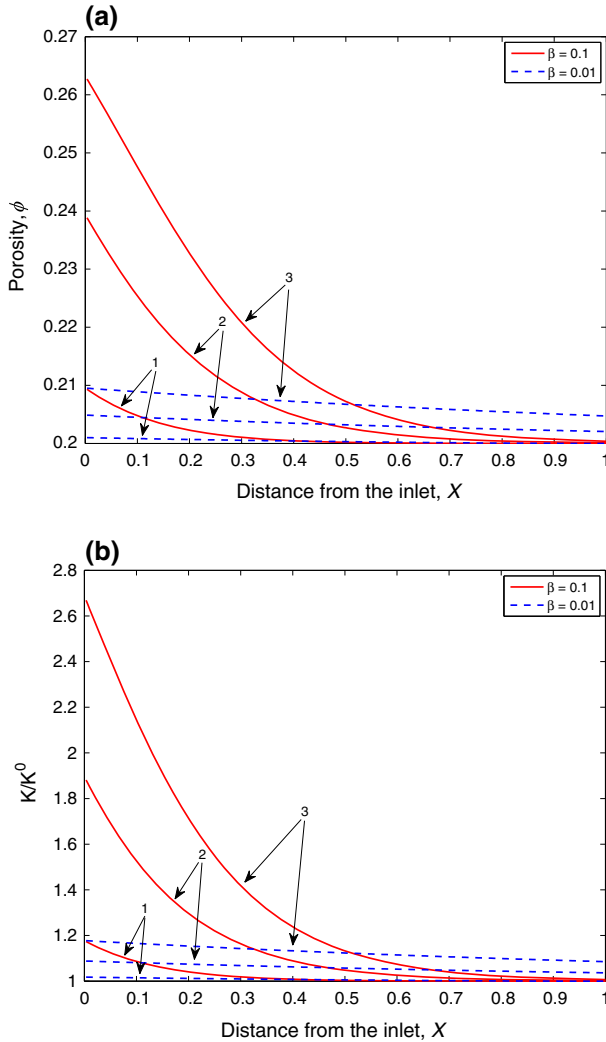 (a)
0.27
β = 0.1
β = 0.01
0.26
0.25
0.24
Porosity, ϕ
0.23
3
0.22
2
0.21
1
0.2
0 0.1 0.2 0.3 0.4 0.5 0.6 0.7 0.8 0.9 1
Distance from the inlet, X
(b)
2.8
β = 0.1
β = 0.01
2.6
2.4
2.2
2
K/K⁰
1.8
3
1.6
2
1.4
1
1.2
1
0 0.1 0.2 0.3 0.4 0.5 0.6 0.7 0.8 0.9 1
Distance from the inlet, X